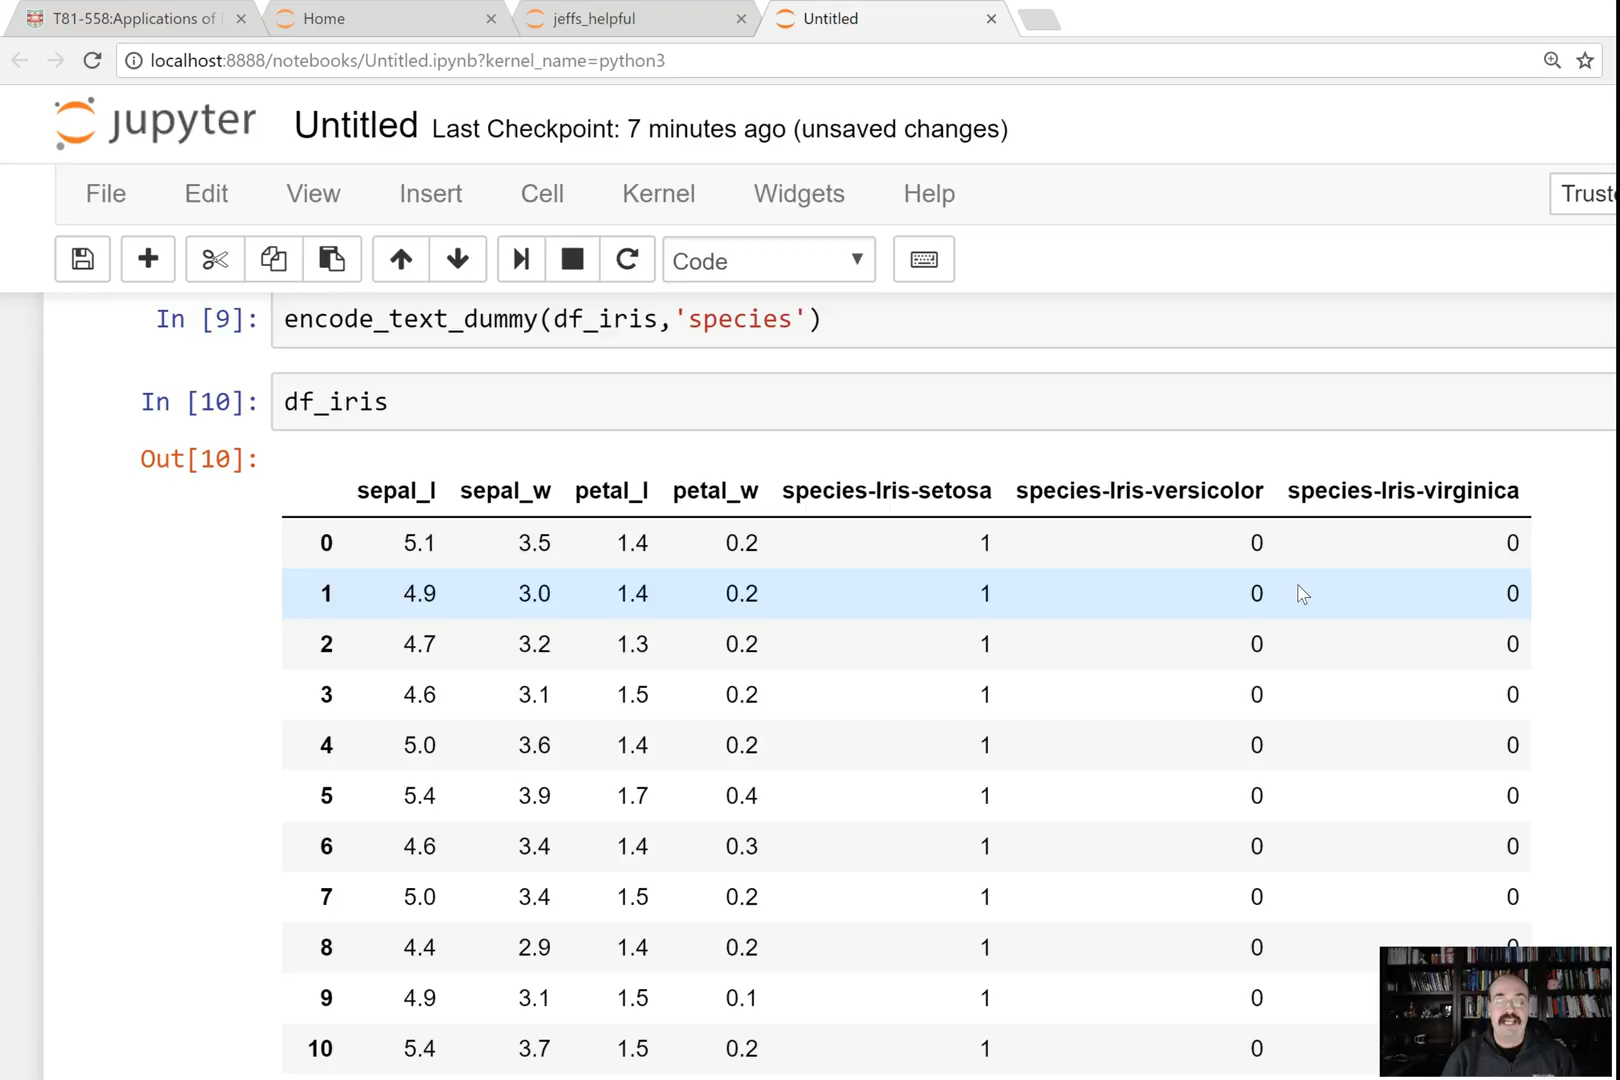 T81-558:Applications of
Home
jeffs_helpful
Untitled
localhost:8888/notebooks/Untitled.ipynb?kernel_name=python3
jupyter Untitled Last Checkpoint: 7 minutes ago (unsaved changes)
File Edit View Insert Cell Kernel Widgets Help Truste
Code
In [9]: encode_text_dummy(df_iris,'species')
In [10]: df_iris
Out[10]:
sepal_l sepal_w petal_l petal_w species-Iris-setosa species-Iris-versicolor species-Iris-virginica
0 5.1 3.5 1.4 0.2 1 0 0
1 4.9 3.0 1.4 0.2 1 0 0
2 4.7 3.2 1.3 0.2 1 0 0
3 4.6 3.1 1.5 0.2 1 0 0
4 5.0 3.6 1.4 0.2 1 0 0
5 5.4 3.9 1.7 0.4 1 0 0
6 4.6 3.4 1.4 0.3 1 0 0
7 5.0 3.4 1.5 0.2 1 0 0
8 4.4 2.9 1.4 0.2 1 0 0
9 4.9 3.1 1.5 0.1 1 0
10 5.4 3.7 1.5 0.2 1 0